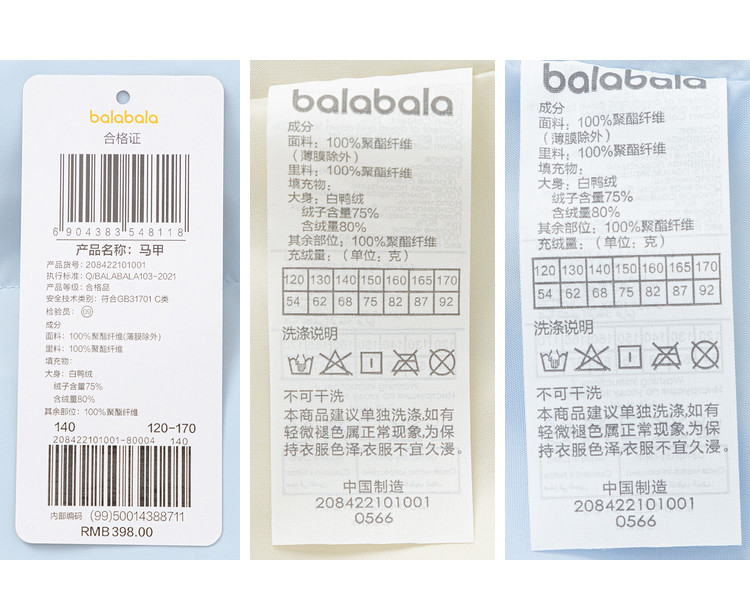 balabala
合格证
6 904383 548118
产品名称：马甲
产品货号：208422101001
执行标准：Q/BALABALA103-2021
产品等级：合格品
安全技术类别：符合GB31701 C类
检验员：09
成分
面料：100%聚酯纤维(薄膜除外)
里料：100%聚酯纤维
填充物：
大身：白鸭绒
绒子含量75%
含绒量80%
其余部位：100%聚酯纤维
140 120-170
208422101001-80004 140
内部编码 (99)50014388711
RMB398.00
balabala
成分
面料：100%聚酯纤维
（薄膜除外）
里料：100%聚酯纤维
填充物：
大身：白鸭绒
绒子含量75%
含绒量80%
其余部位：100%聚酯纤维
充绒量：（单位：克）
120 130 140 150 160 165 170
54 62 68 75 82 87 92
洗涤说明
不可干洗
本商品建议单独洗涤,如有
轻微褪色属正常现象,为保
持衣服色泽,衣服不宜久浸。
中国制造
208422101001
0566
balabala
成分
面料：100%聚酯纤维
（薄膜除外）
里料：100%聚酯纤维
填充物：
大身：白鸭绒
绒子含量75%
含绒量80%
其余部位：100%聚酯纤维
充绒量：（单位：克）
120 130 140 150 160 165 170
54 62 68 75 82 87 92
洗涤说明
不可干洗
本商品建议单独洗涤,如有
轻微褪色属正常现象,为保
持衣服色泽,衣服不宜久浸。
中国制造
208422101001
0566